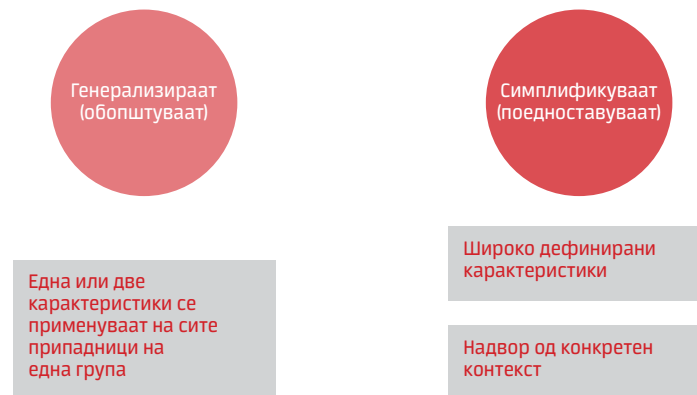 Генерализираат
(обопштуваат)
Симплификуваат
(поедноставуваат)
Една или две
карактеристики се
применуваат на сите
припадници на
една група
Широко дефинирани
карактеристики
Надвор од конкретен
контекст